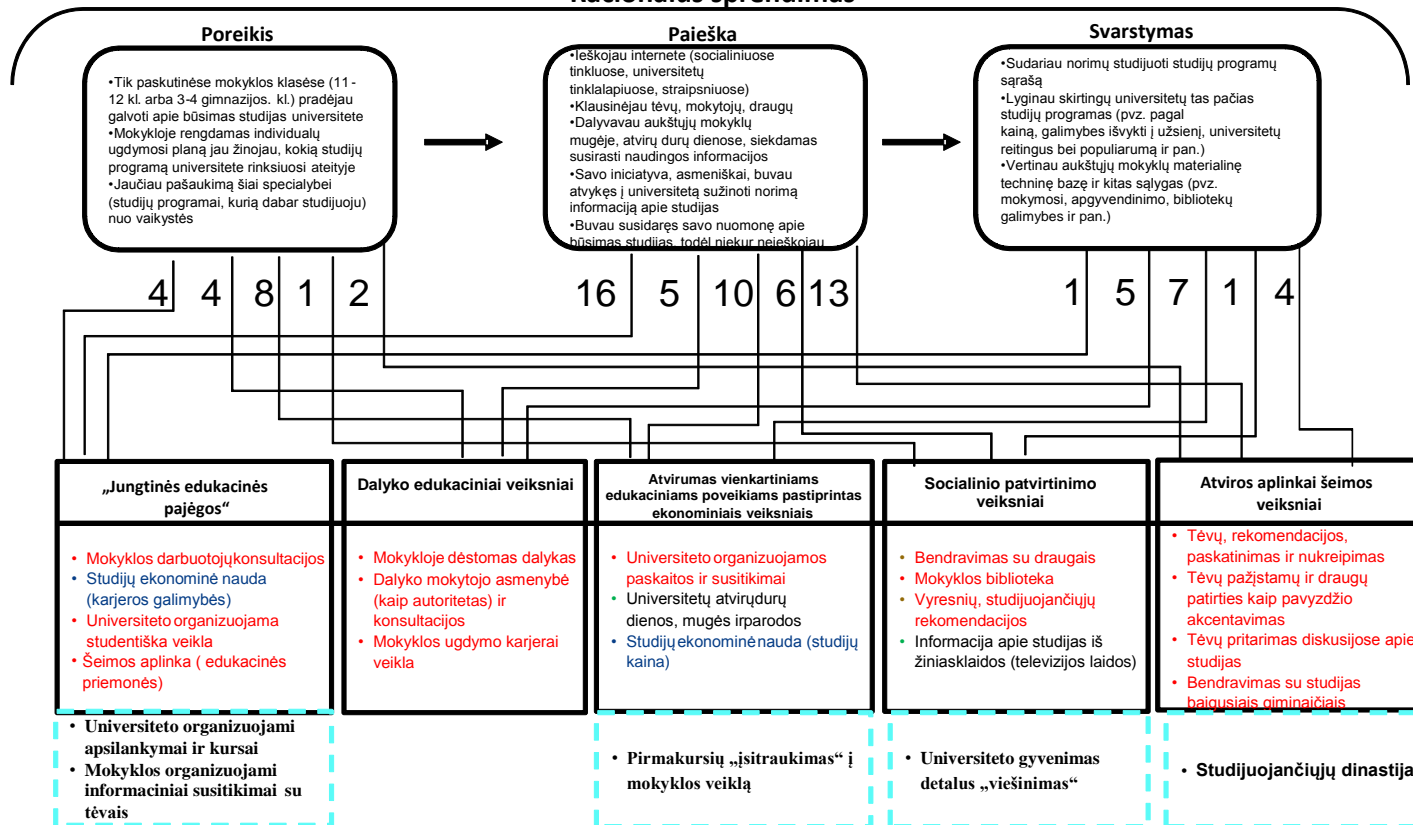 Racionalus sprendimas
Poreikis
•Tik paskutinėse mokyklos klasėse (11-
12 kl. arba 3-4 gimnazijos. kl.) pradėjau
galvoti apie būsimas studijas universitete
•Mokykloje rengdamas individualų
ugdymosi planą jau žinojau, kokią studijų
programą universitete rinksiuosi ateityje
•Jaučiau pašaukimą šiai specialybei
(studijų programai, kurią dabar studijuoju)
nuo vaikystės
Paieška
•Ieškojau internete (socialiniuose
tinkluose, universitetų
tinklalapiuose, straipsniuose)
•Klausinėjau tėvų, mokytojų, draugų
•Dalyvavau aukštųjų mokyklų
mugėje, atvirų durų dienose, siekdamas
susirasti naudingos informacijos
•Savo iniciatyva, asmeniškai, buvau
atvykęs į universitetą sužinoti norimą
informaciją apie studijas
•Buvau susidaręs savo nuomonę apie
būsimas studijas, todėl niekur neieškojau
Svarstymas
•Sudariau norimų studijuoti studijų programų
sąrašą
•Lyginau skirtingų universitetų tas pačias
studijų programas (pvz. pagal
kainą, galimybes išvykti į užsienį, universitetų
reitingus bei populiarumą ir pan.)
•Vertinau aukštųjų mokyklų materialinę
techninę bazę ir kitas sąlygas (pvz.
mokymosi, apgyvendinimo, bibliotekų
galimybes ir pan.)
4 4 8 1 2
16 5 10 6 13
1 5 7 1 4
„Jungtinės edukacinės
pajėgos“
• Mokyklos darbuotojųkonsultacijos
• Studijų ekonominė nauda
(karjeros galimybės)
• Universiteto organizuojama
studentiška veikla
• Šeimos aplinka ( edukacinės
priemonės)
• Universiteto organizuojami
apsilankymai ir kursai
• Mokyklos organizuojami
informaciniai susitikimai su
tėvais
Dalyko edukaciniai veiksniai
• Mokykloje dėstomas dalykas
• Dalyko mokytojo asmenybė
(kaip autoritetas) ir
konsultacijos
• Mokyklos ugdymo karjerai
veikla
Atvirumas vienkartiniams
edukaciniams poveikiams pastiprintas
ekonominiais veiksniais
• Universiteto organizuojamos
paskaitos ir susitikimai
• Universitetų atvirųdurų
dienos, mugės irparodos
• Studijų ekonominė nauda (studijų
kaina)
• Pirmakursių „įsitraukimas“ į
mokyklos veiklą
Socialinio patvirtinimo
veiksniai
• Bendravimas su draugais
• Mokyklos biblioteka
• Vyresnių, studijuojančiųjų
rekomendacijos
• Informacija apie studijas iš
žiniasklaidos (televizijos laidos)
• Universiteto gyvenimas
detalus „viešinimas“
Atviros aplinkai šeimos
veiksniai
• Tėvų, rekomendacijos,
paskatinimas ir nukreipimas
• Tėvų pažįstamų ir draugų
patirties kaip pavyzdžio
akcentavimas
• Tėvų pritarimas diskusijose apie
studijas
• Bendravimas su studijas
baigusiais giminaičiais
• Studijuojančiųjų dinastija